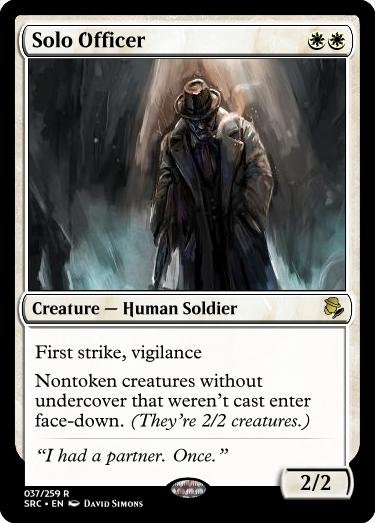 Solo Officer
Creature — Human Soldier
First strike, vigilance
Nontoken creatures without
undercover that weren't cast enter
face-down. (They're 2/2 creatures.)
“I had a partner. Once.”
2/2
037/259 R
SRC • EN DAVID SIMONS